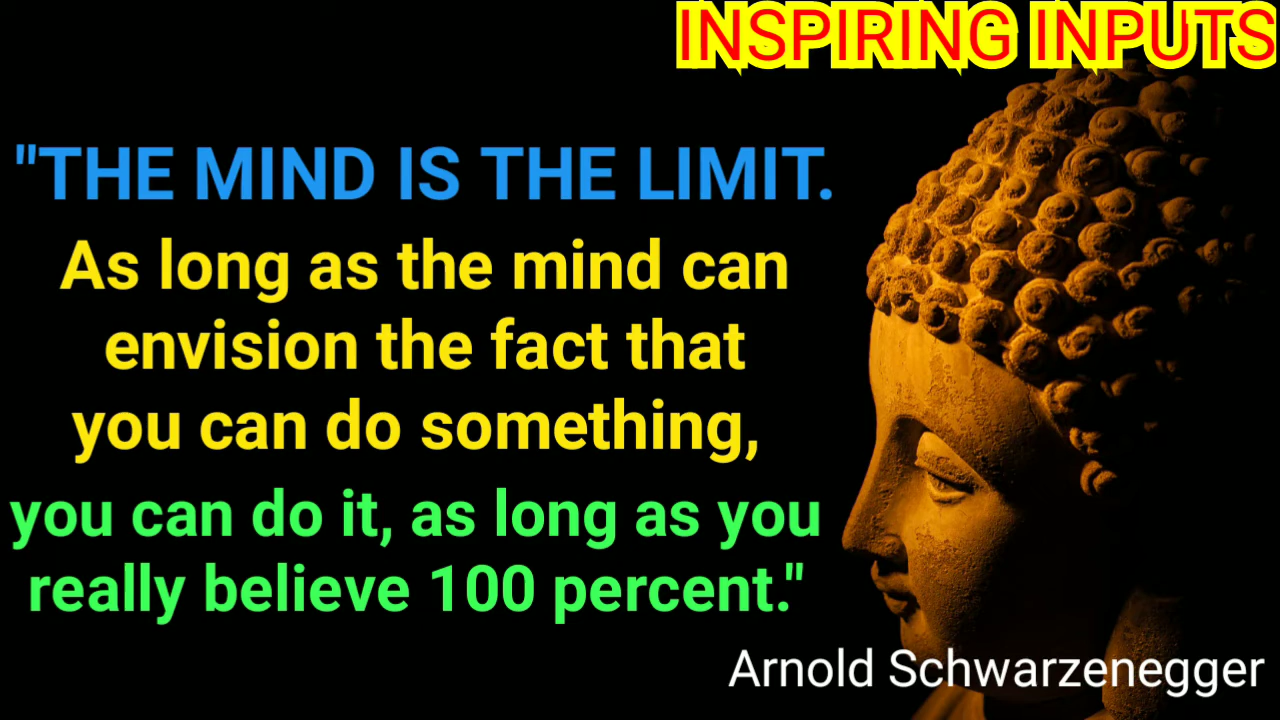 INSPIRING INPUTS
"THE MIND IS THE LIMIT.
As long as the mind can
envision the fact that
you can do something,
you can do it, as long as you
really believe 100 percent."
Arnold Schwarzenegger